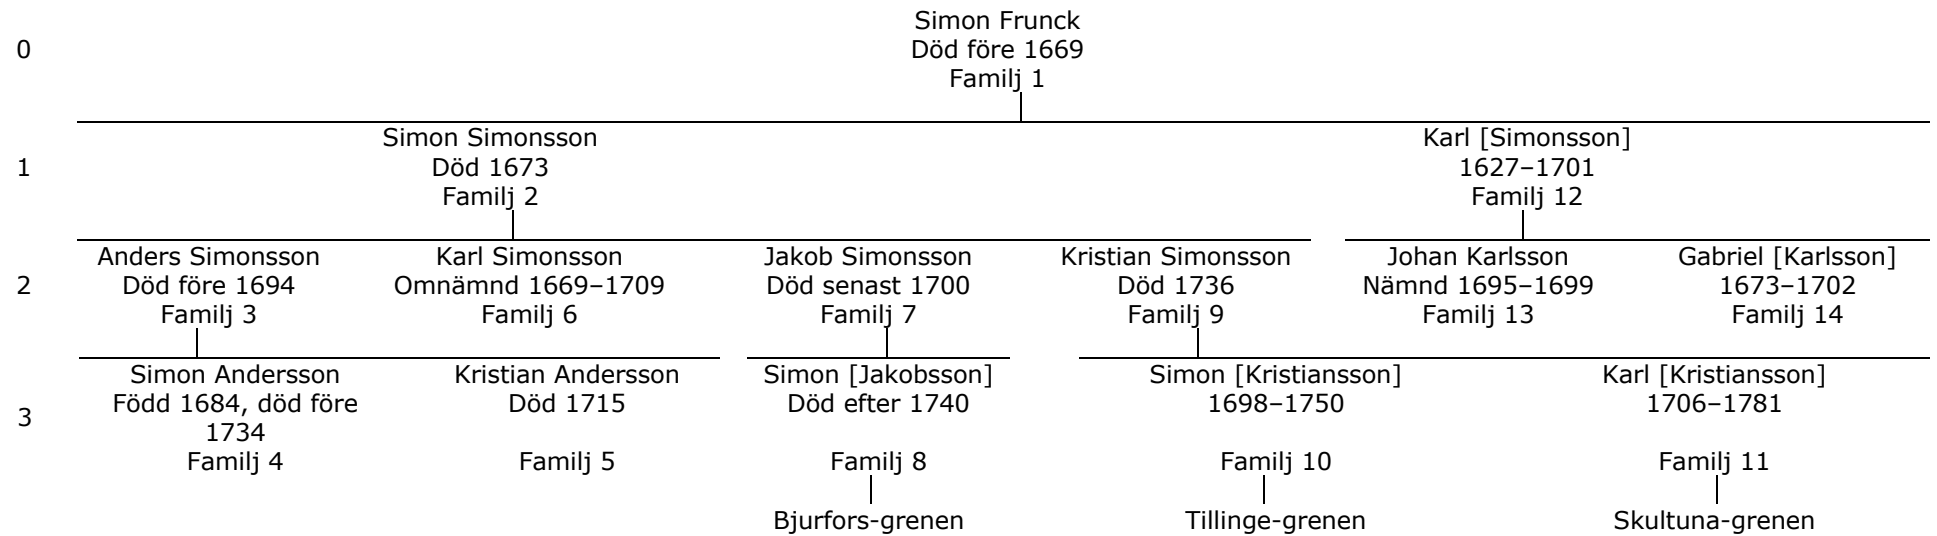 Simon Frunck
0
Död före 1669
Familj 1
Simon Simonsson Karl [Simonsson]
1 Död 1673 1627–1701
Familj 2 Familj 12
Anders Simonsson Karl Simonsson Jakob Simonsson Kristian Simonsson Johan Karlsson Gabriel [Karlsson]
2 Död före 1694 Omnämnd 1669–1709 Död senast 1700 Död 1736 Nämnd 1695–1699 1673–1702
Familj 3 Familj 6 Familj 7 Familj 9 Familj 13 Familj 14
Simon Andersson Kristian Andersson Simon [Jakobsson] Simon [Kristiansson] Karl [Kristiansson]
Född 1684, död före Död 1715 Död efter 1740 1698–1750 1706–1781
3
1734
Familj 4 Familj 5 Familj 8 Familj 10 Familj 11
Bjurfors-grenen Tillinge-grenen Skultuna-grenen